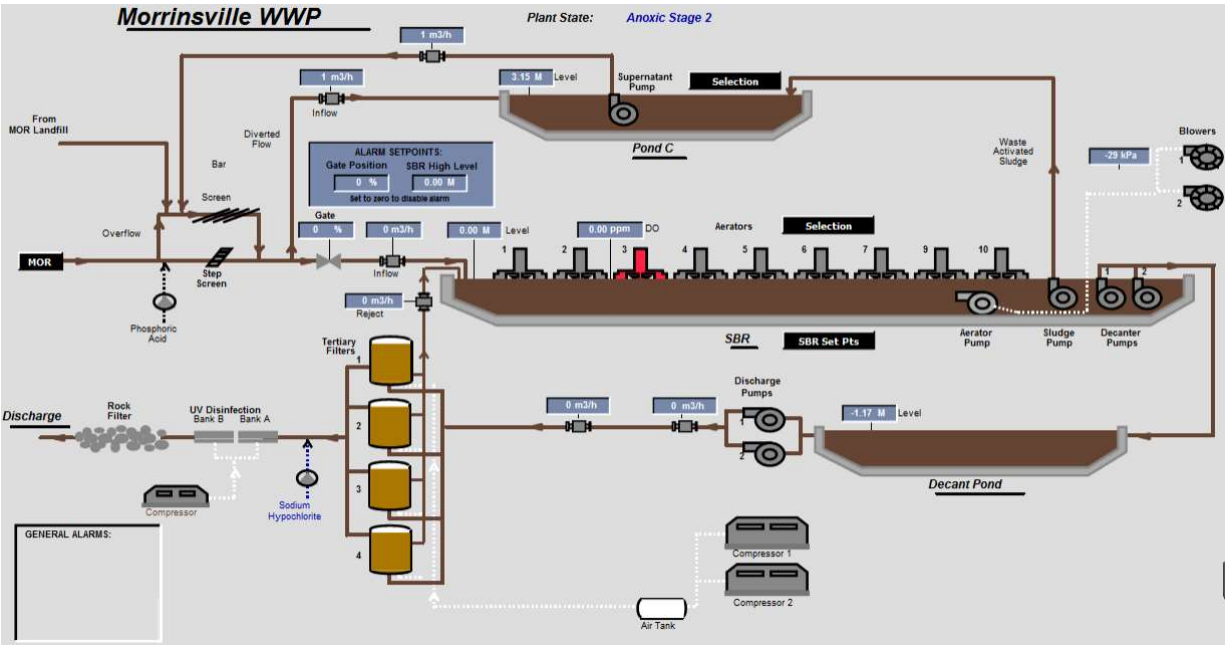 Morrinsville WWP
Plant State: Anoxic Stage 2
1 m3/h
1 m3/h
Inflow
3.15 M Level
Supernatant
Pump
Selection
From
MOR Landfill
Diverted
Flow
Pond C
Waste
Activated
Sludge
Blowers
-29 kPa
1
2
Bar
Screen
ALARM SETPOINTS:
Gate Position SBR High Level
0 % 0.00 M
Set to zero to disable alarm
Overflow
Gate
0 %
0 m3/h
Inflow
0.00 M Level
0.00 ppm DO
Aerators
Selection
1 2 3 4 5 6 7 9 10
MOR
Step
Screen
0 m3/h
Reject
Phosphoric
Acid
1 2
Aerator
Pump
Sludge
Pump
Decanter
Pumps
SBR
SBR Set Pts
Tertiary
Filters
1
2
3
4
Discharge
Pumps
1
2
0 m3/h
0 m3/h
-1.17 M Level
Decant Pond
Discharge
Rock
Filter
UV Disinfection
Bank B Bank A
Compressor
Sodium
Hypochlorite
GENERAL ALARMS:
Compressor 1
Compressor 2
Air Tank